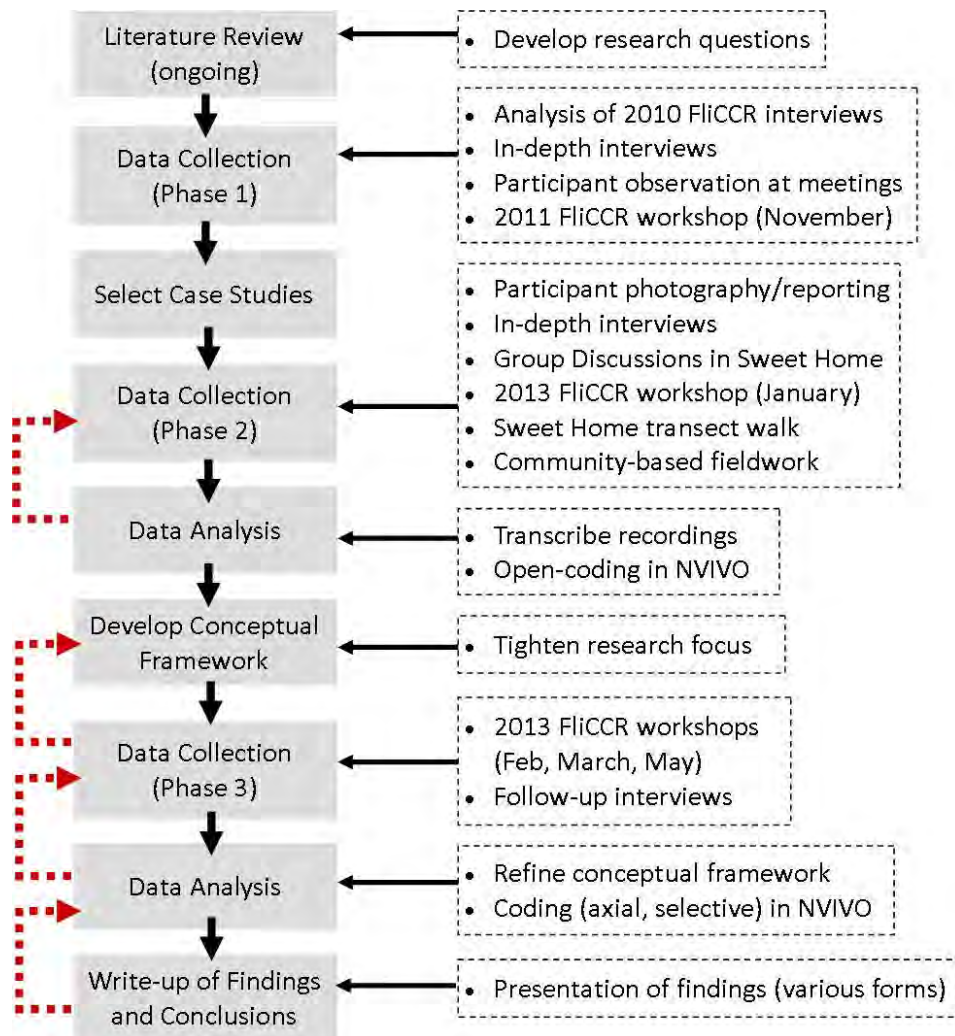 Literature Review
(ongoing)
• Develop research questions
Data Collection
(Phase 1)
• Analysis of 2010 FliCCR interviews
• In-depth interviews
• Participant observation at meetings
• 2011 FliCCR workshop (November)
Select Case Studies
Data Collection
(Phase 2)
• Participant photography/reporting
• In-depth interviews
• Group Discussions in Sweet Home
• 2013 FliCCR workshop (January)
• Sweet Home transect walk
• Community-based fieldwork
Data Analysis
• Transcribe recordings
• Open-coding in NVIVO
Develop Conceptual
Framework
• Tighten research focus
Data Collection
(Phase 3)
• 2013 FliCCR workshops
(Feb, March, May)
• Follow-up interviews
Data Analysis
• Refine conceptual framework
• Coding (axial, selective) in NVIVO
Write-up of Findings
and Conclusions
• Presentation of findings (various forms)